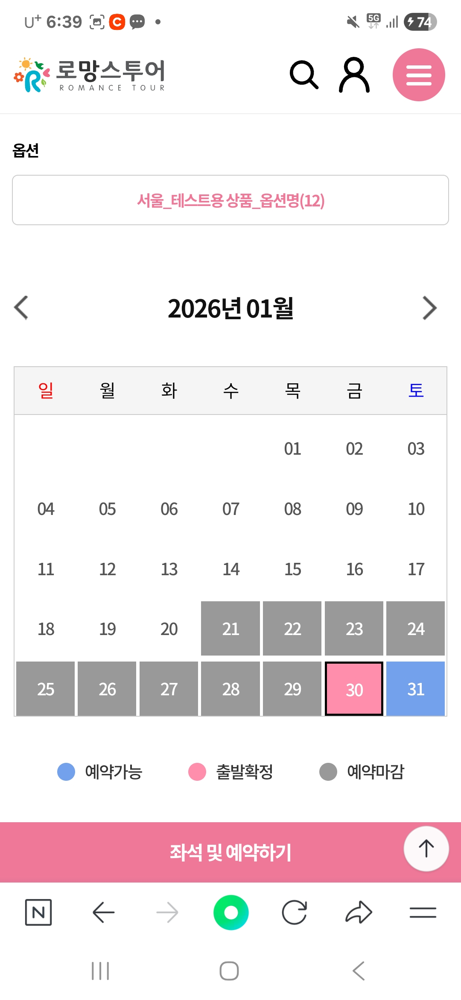 U+ 6:39 5G 74
로망스투어
ROMANCE TOUR
옵션
서울_테스트용 상품_옵션명(12)
2026년 01월
일 월 화 수 목 금 토
01 02 03
04 05 06 07 08 09 10
11 12 13 14 15 16 17
18 19 20 21 22 23 24
25 26 27 28 29 30 31
예약가능 출발확정 예약마감
좌석 및 예약하기
N